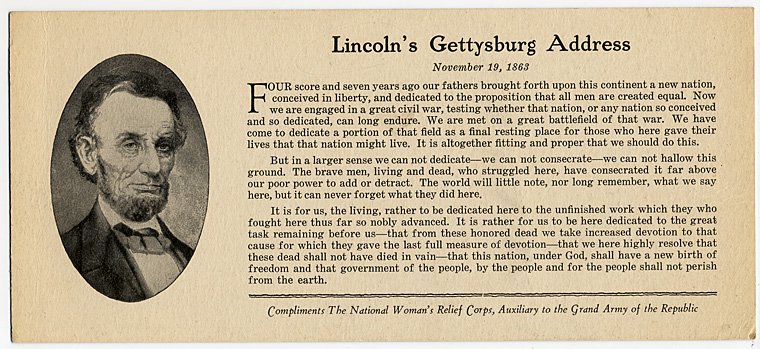 Lincoln's Gettysburg Address
November 19, 1863
FOUR score and seven years ago our fathers brought forth upon this continent a new nation,
conceived in liberty, and dedicated to the proposition that all men are created equal. Now
we are engaged in a great civil war, testing whether that nation, or any nation so conceived
and so dedicated, can long endure. We are met on a great battlefield of that war. We have
come to dedicate a portion of that field as a final resting place for those who here gave their
lives that that nation might live. It is altogether fitting and proper that we should do this.
But in a larger sense we can not dedicate—we can not consecrate—we can not hallow this
ground. The brave men, living and dead, who struggled here, have consecrated it far above
our poor power to add or detract. The world will little note, nor long remember, what we say
here, but it can never forget what they did here.
It is for us, the living, rather to be dedicated here to the unfinished work which they who
fought here thus far so nobly advanced. It is rather for us to be here dedicated to the great
task remaining before us—that from these honored dead we take increased devotion to that
cause for which they gave the last full measure of devotion—that we here highly resolve that
these dead shall not have died in vain—that this nation, under God, shall have a new birth of
freedom and that government of the people, by the people and for the people shall not perish
from the earth.
Compliments The National Woman's Relief Corps, Auxiliary to the Grand Army of the Republic